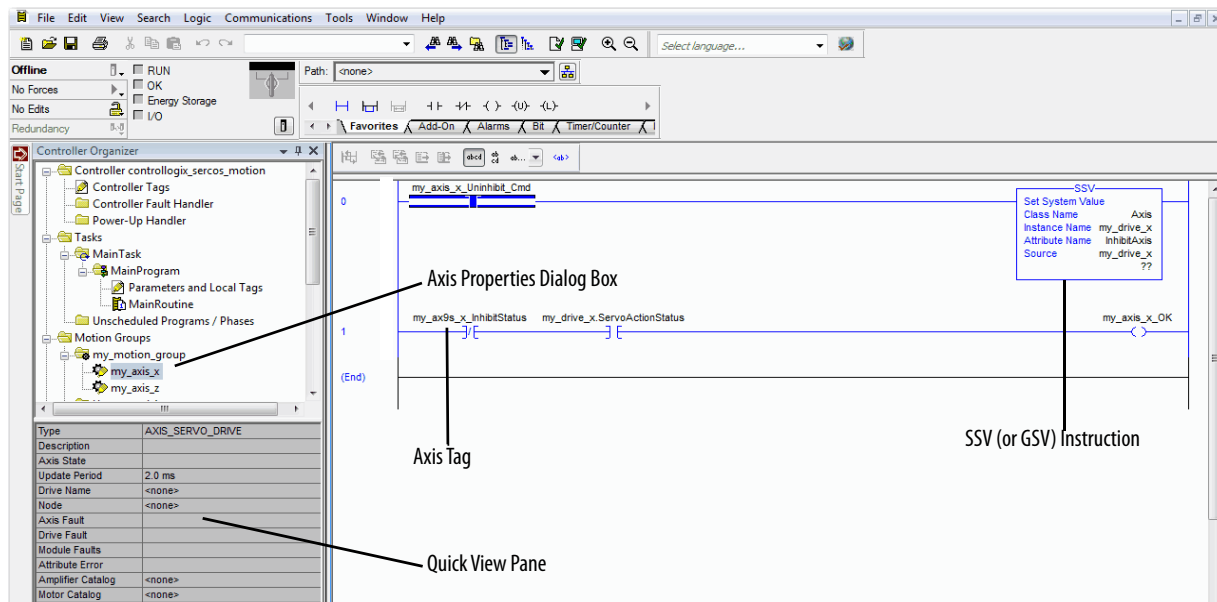 File Edit View Search Logic Communications Tools Window Help
Select language...
Offline
RUN
Path: <none>
No Forces
OK
Energy Storage
No Edits
I/O
Redundancy
Favorites Add-On Alarms Bit Timer/Counter
Start Page
Controller Organizer
Controller controllogix_sercos_motion
Controller Tags
Controller Fault Handler
Power-Up Handler
Tasks
MainTask
MainProgram
Parameters and Local Tags
MainRoutine
Unscheduled Programs / Phases
Motion Groups
my_motion_group
my_axis_x
my_axis_z
Type AXIS_SERVO_DRIVE
Description
Axis State
Update Period 2.0 ms
Drive Name <none>
Node <none>
Axis Fault
Drive Fault
Module Faults
Attribute Error
Amplifier Catalog <none>
Motor Catalog <none>
abcd
<ab>
0
my_axis_x_Uninhibit_Cmd
SSV
Set System Value
Class Name Axis
Instance Name my_drive_x
Attribute Name InhibitAxis
Source my_drive_x
??
Axis Properties Dialog Box
1
my_ax9s_x_InhibitStatus my_drive_x.ServoActionStatus my_axis_x_OK
(End)
Axis Tag
SSV (or GSV) Instruction
Quick View Pane